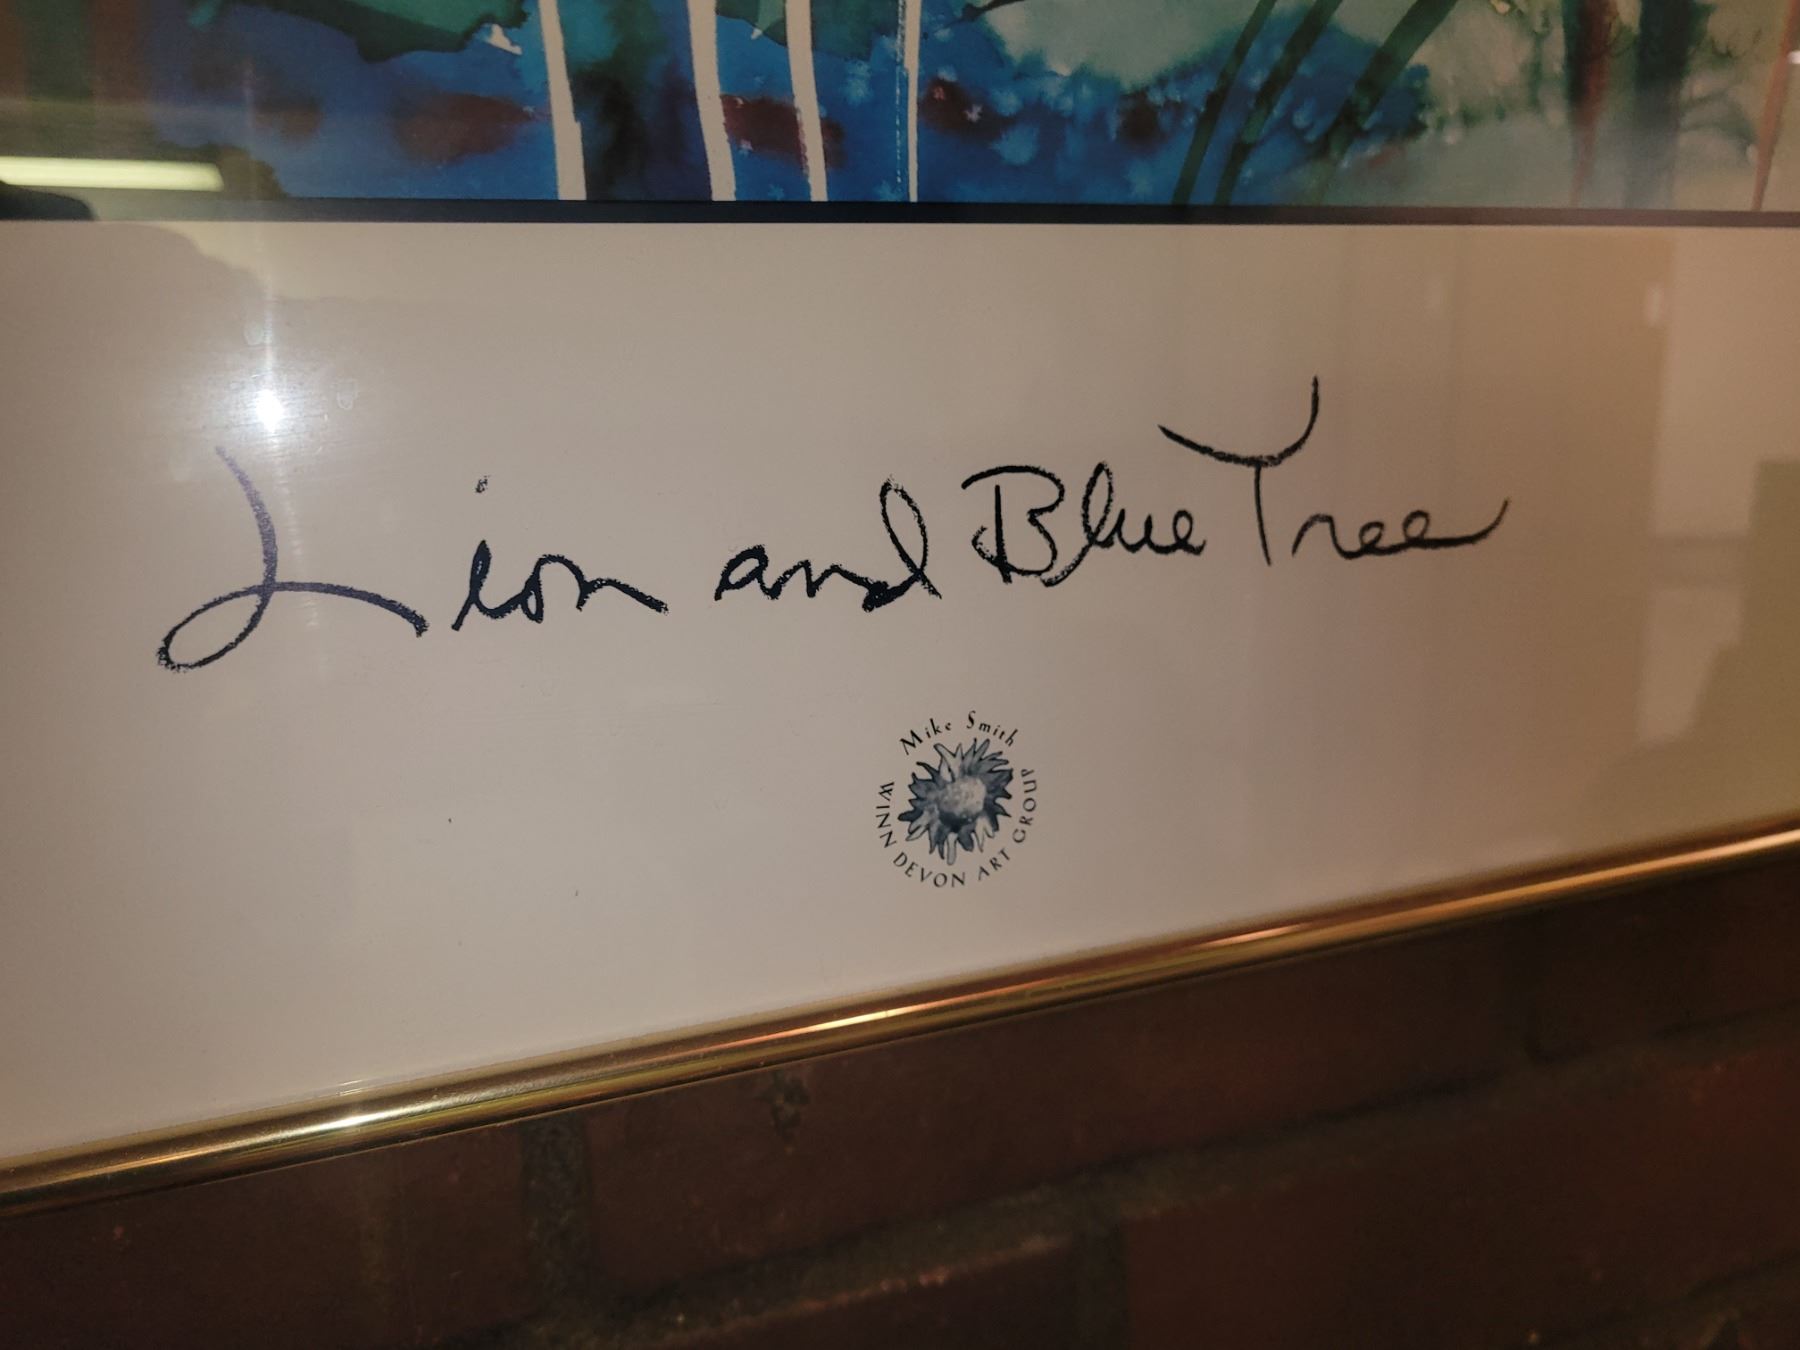 Lion and Blue Tree
Mike Smith
WINN DEVON ART GROUP